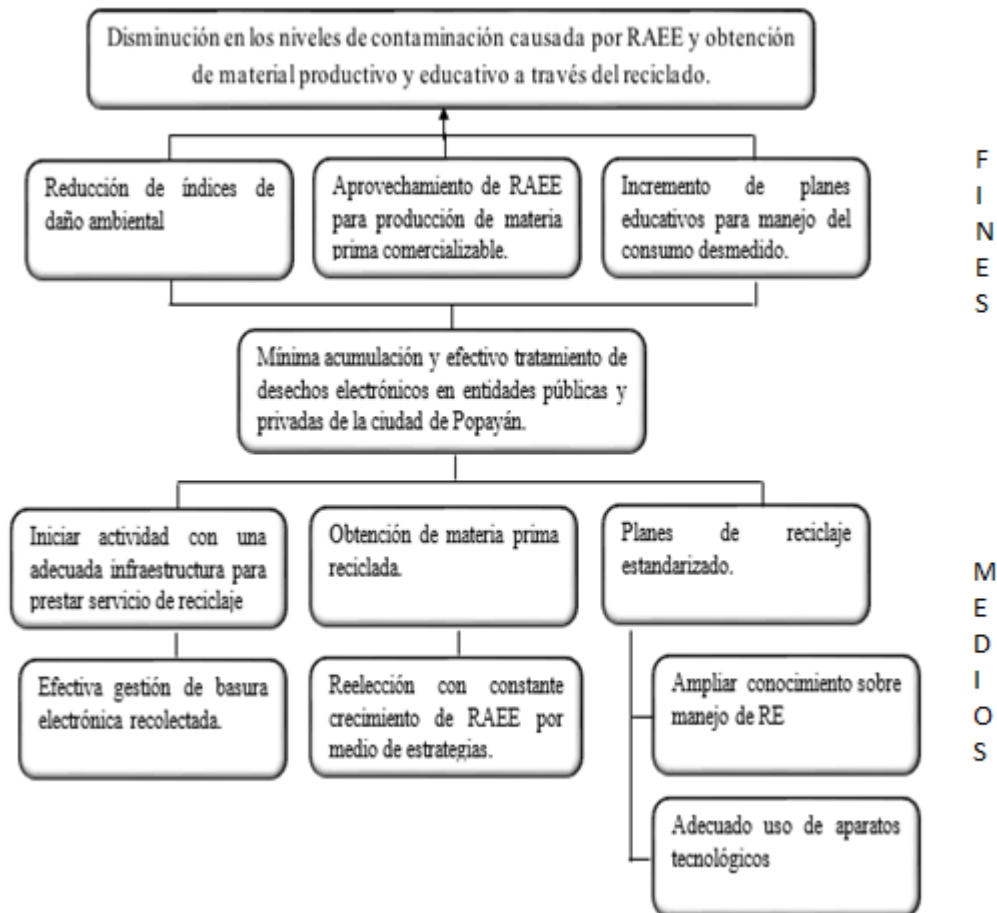 Disminución en los niveles de contaminación causada por RAEE y obtención
de material productivo y educativo a través del reciclado.
Reducción de índices de
daño ambiental
Aprovechamiento de RAEE
para producción de materia
prima comercializable.
Incremento de planes
educativos para manejo del
consumo desmedido.
F
I
N
E
S
Mínima acumulación y efectivo tratamiento de
desechos electrónicos en entidades públicas y
privadas de la ciudad de Popayán.
Iniciar actividad con una
adecuada infraestructura para
prestar servicio de reciclaje
Obtención de materia prima
reciclada.
Planes de reciclaje
estandarizado.
Efectiva gestión de basura
electrónica recolectada.
Reelección con constante
crecimiento de RAEE por
medio de estrategias.
Ampliar conocimiento sobre
manejo de RE
Adecuado uso de aparatos
tecnológicos
M
E
D
I
O
S